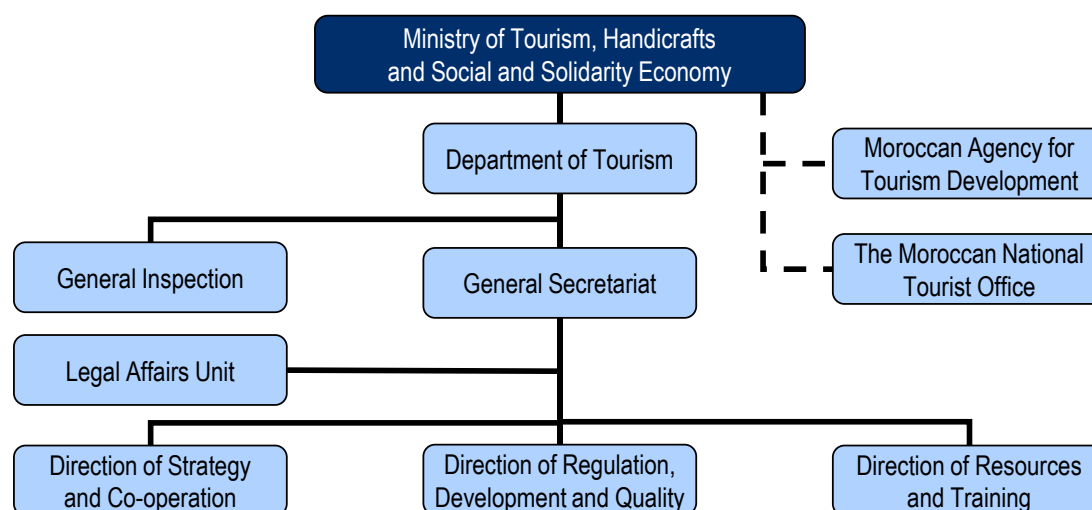 Ministry of Tourism, Handicrafts
and Social and Solidarity Economy
Department of Tourism
Moroccan Agency for
Tourism Development
General Inspection
General Secretariat
The Moroccan National
Tourist Office
Legal Affairs Unit
Direction of Strategy
and Co-operation
Direction of Regulation,
Development and Quality
Direction of Resources
and Training